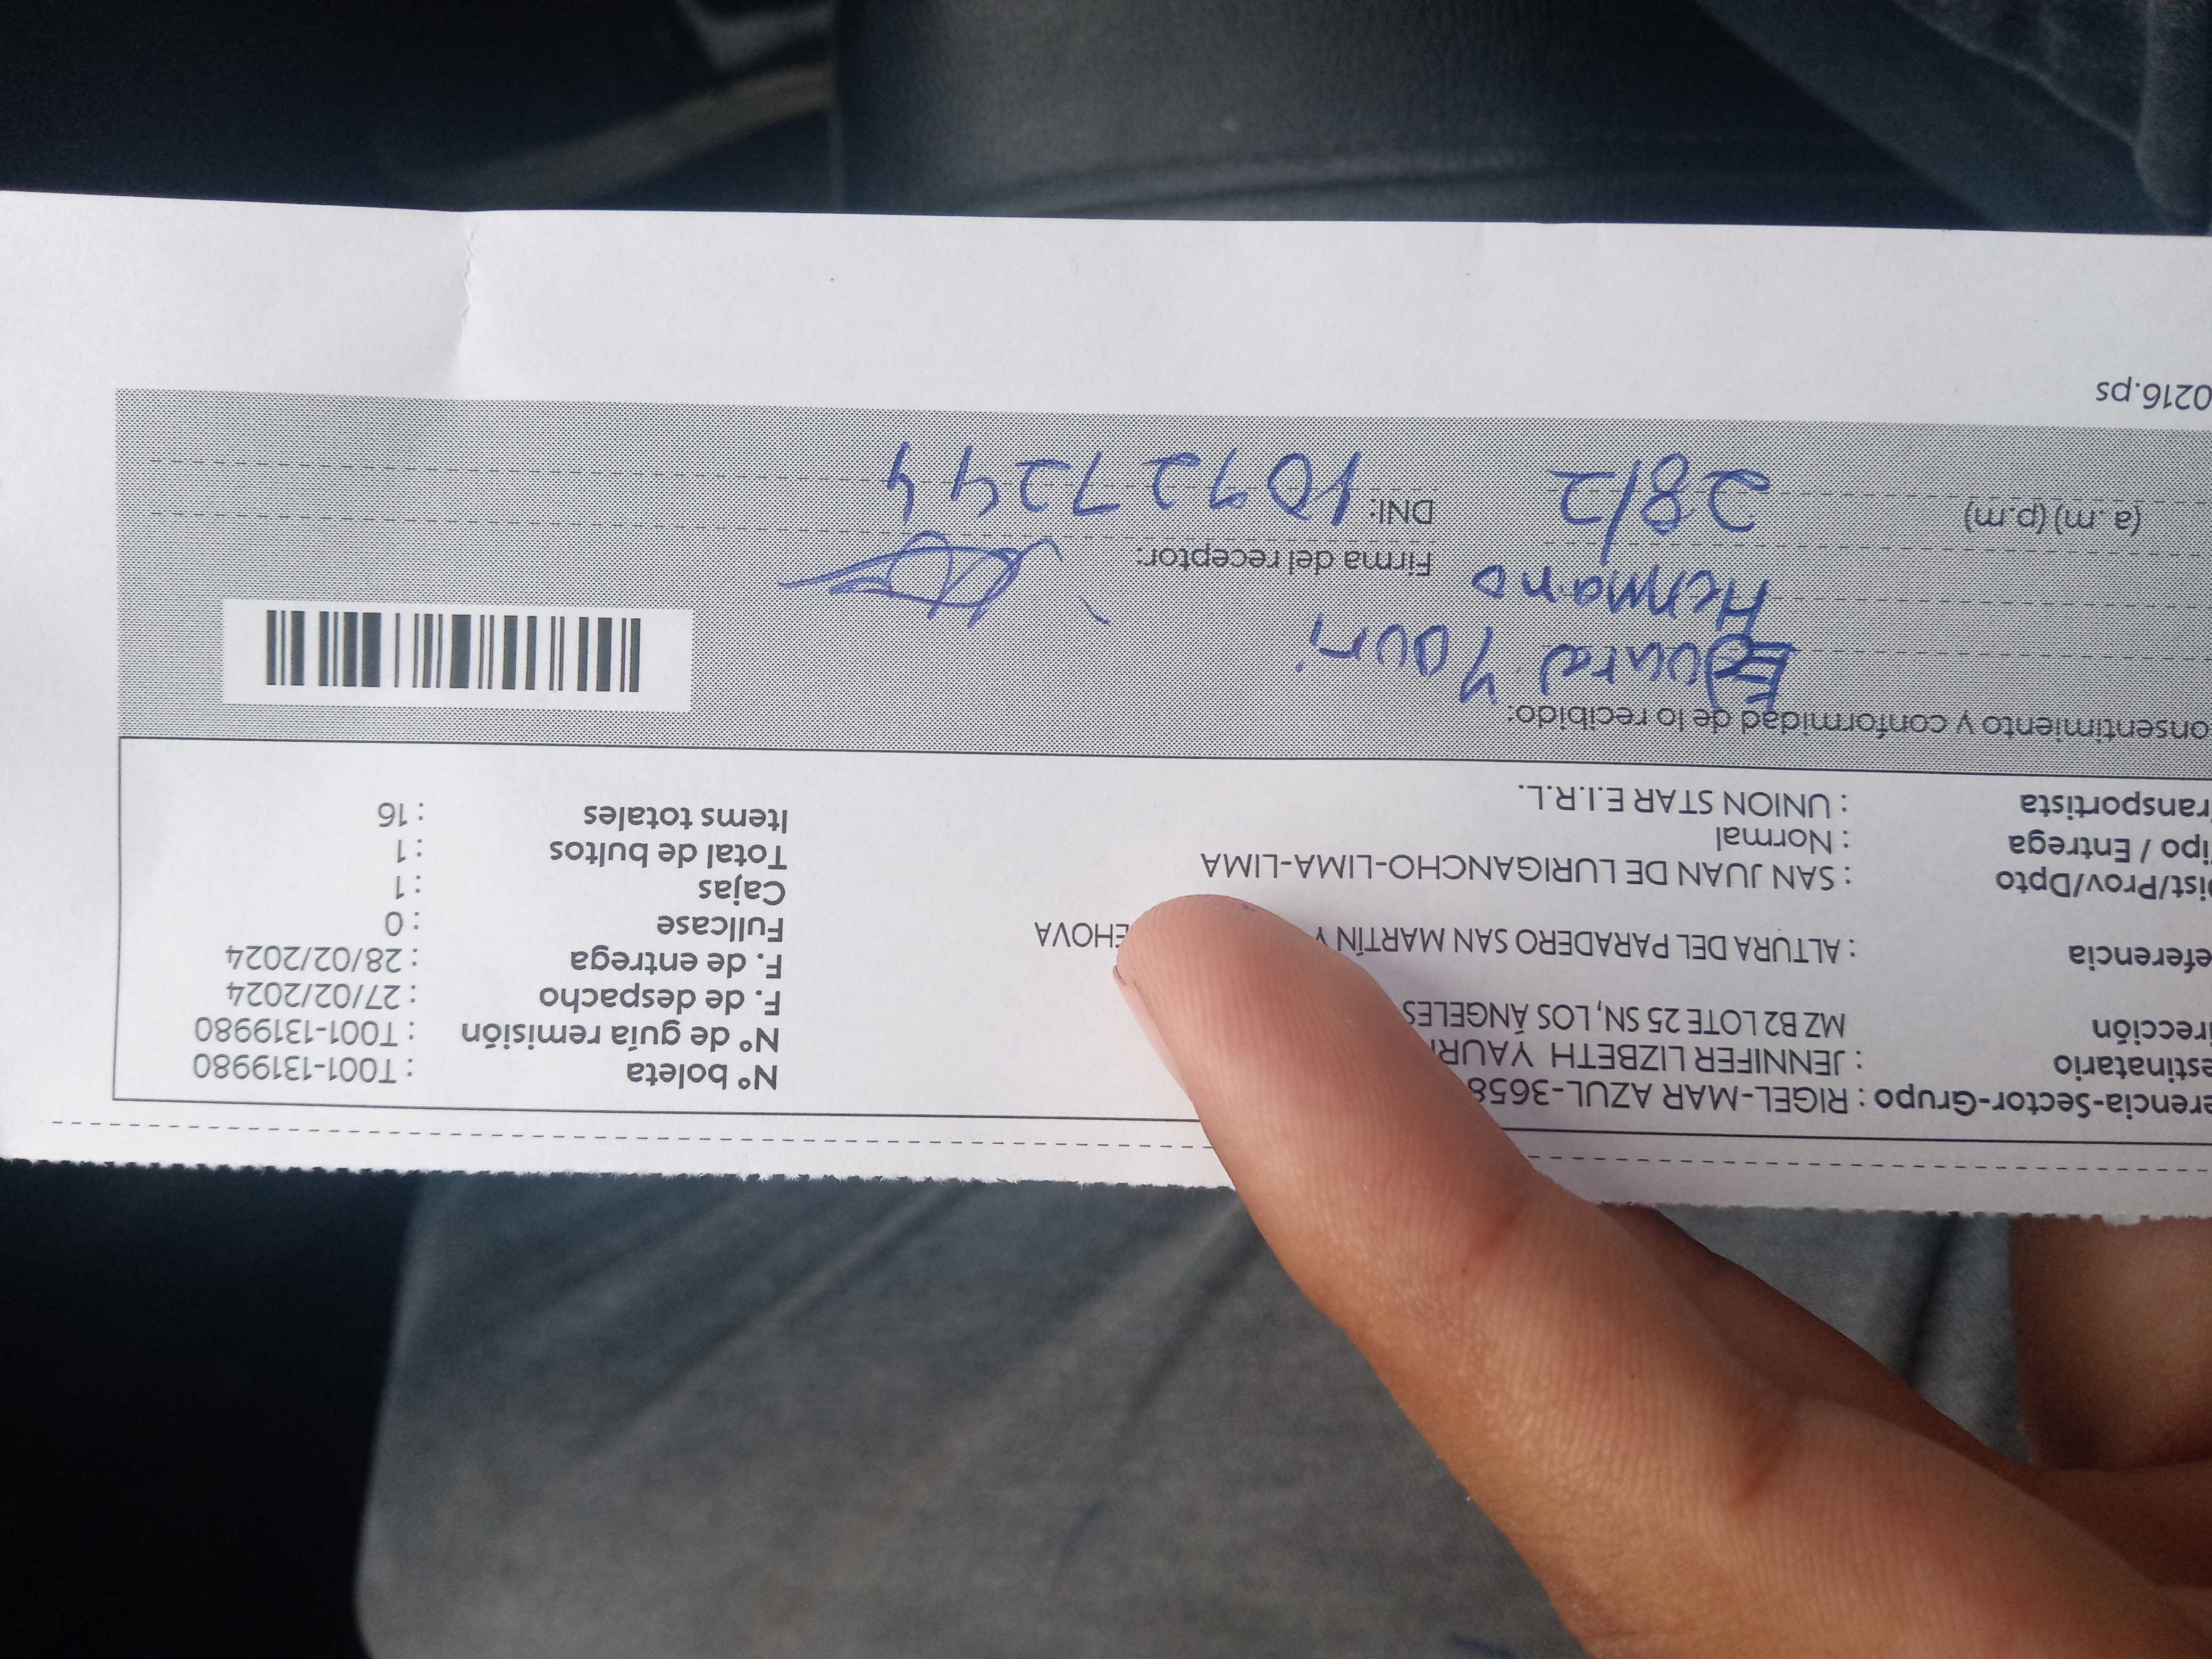 erencia-Sector-Grupo : RIGEL-MAR AZUL-3658
estinatario : JENNIFER LIZBETH YAURI
irección MZ B2 LOTE 25 SN, LOS ÁNGELES
eferencia : ALTURA DEL PARADERO SAN MARTÍN Y EHOVA
ist/Prov/Dpto : SAN JUAN DE LURIGANCHO-LIMA-LIMA
ipo / Entrega : Normal
ransportista : UNION STAR E.I.R.L.
Nº boleta : T001-1319980
Nº de guía remisión : T001-1319980
F. de despacho : 27/02/2024
F. de entrega : 28/02/2024
Fullcase : 0
Cajas : 1
Total de bultos : 1
Items totales : 16
onsentimiento y conformidad de lo recibido:
Yauri
Hermano
Firma del receptor:
(a.m) (p.m) 28/2
DNI: 10727244
0216.ps